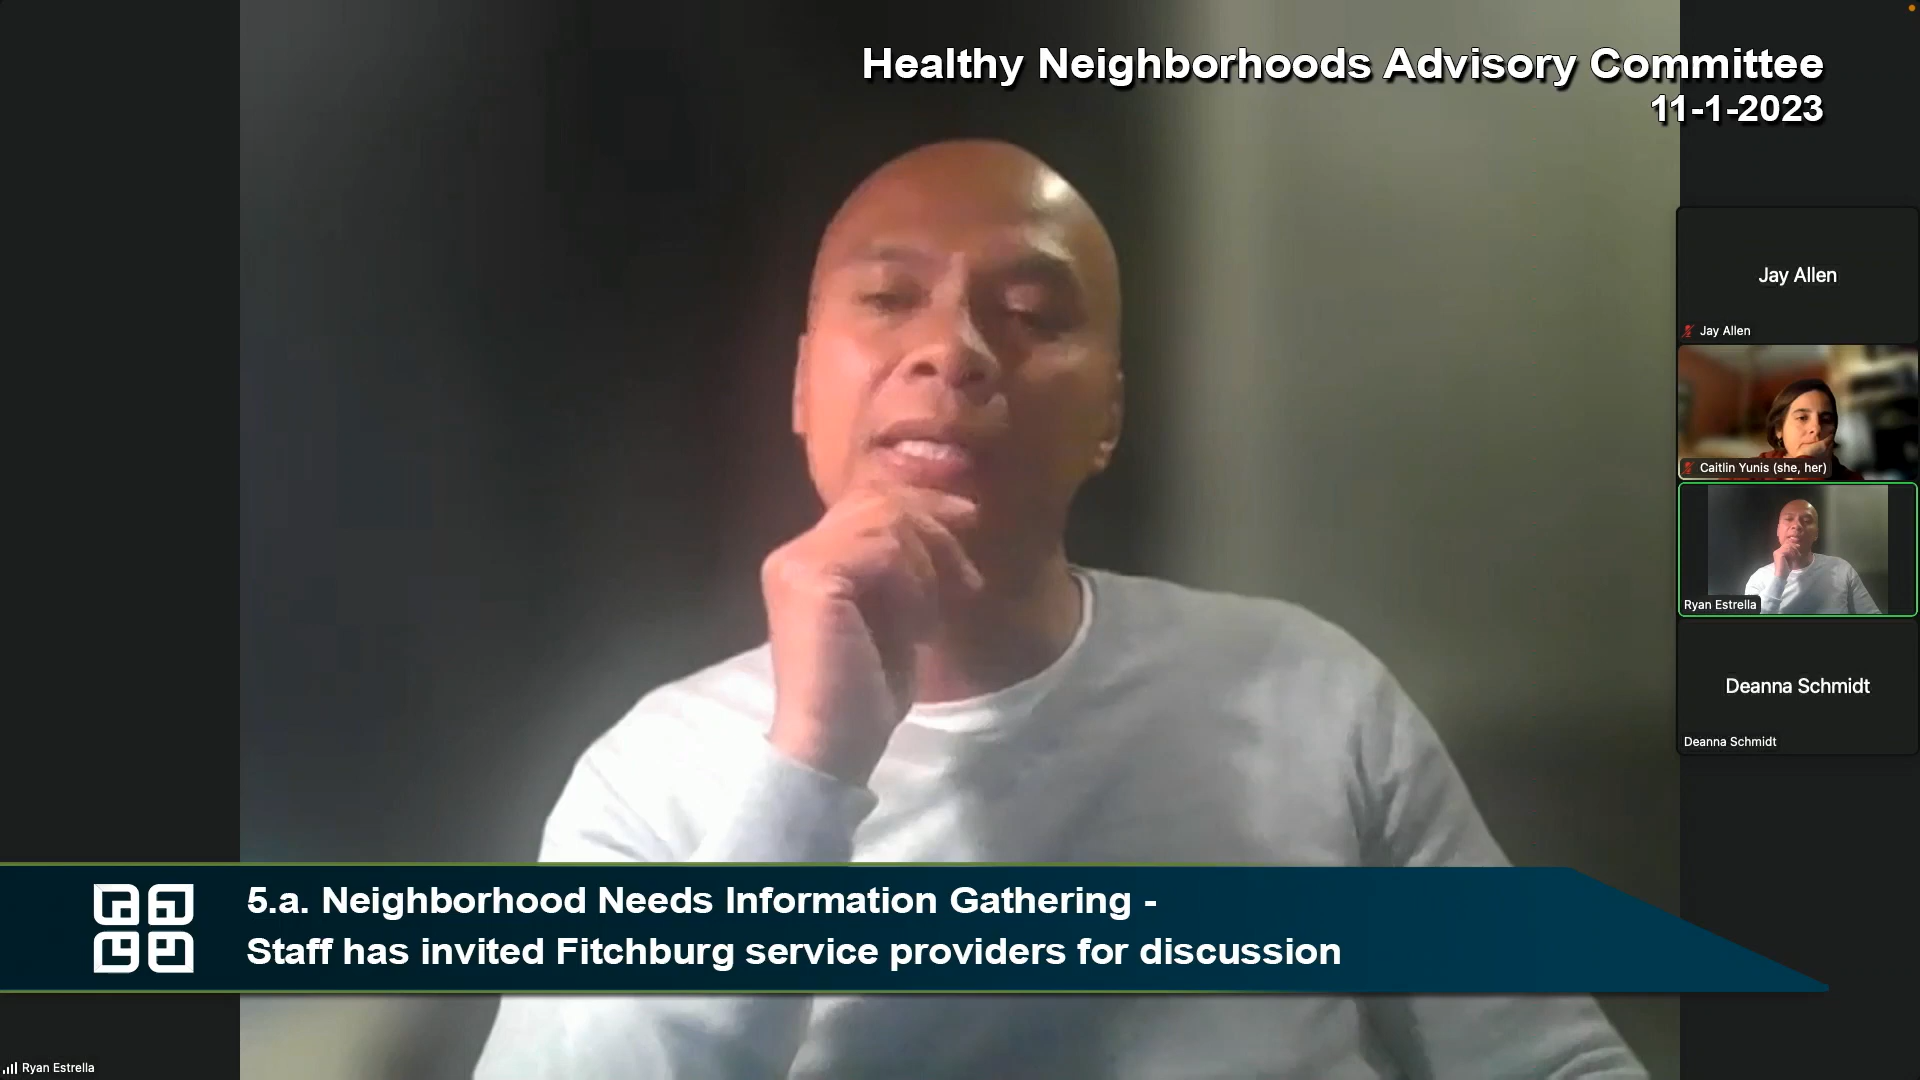 Healthy Neighborhoods Advisory Committee
11-1-2023
Jay Allen
Jay Allen
Caitlin Yunis (she, her)
Ryan Estrella
Deanna Schmidt
Deanna Schmidt
5.a. Neighborhood Needs Information Gathering -
Staff has invited Fitchburg service providers for discussion
Ryan Estrella